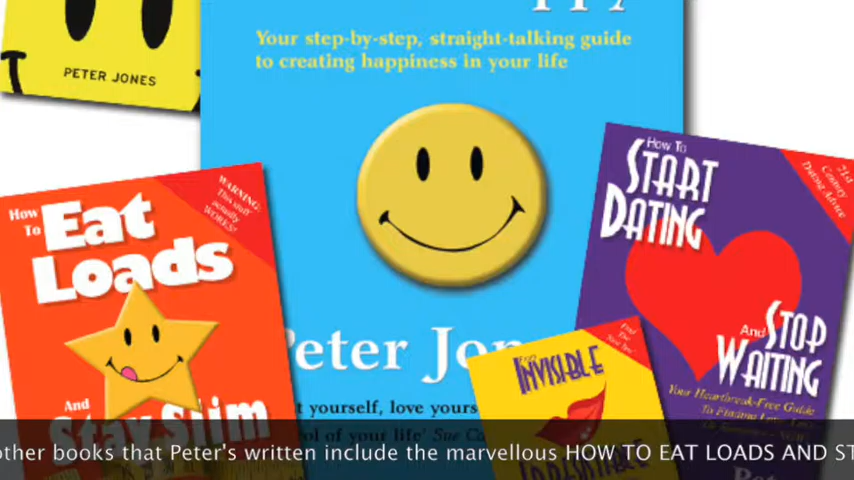 PETER JONES
Your step-by-step, straight-talking guide
to creating happiness in your life
How To
Eat
Loads
And
Stay Slim
WARNING:
This stuff
actually
WORKS!
Peter Jon
yourself, love yours
of your life'
INVISIBLE
IRRESISTIBLE
How To
START
DATING
And STOP
WAITING
21st
Century
Dating Advice
Your Heartbreak-Free Guide
To Finding Love
other books that Peter's written include the marvellous HOW TO EAT LOADS AND ST